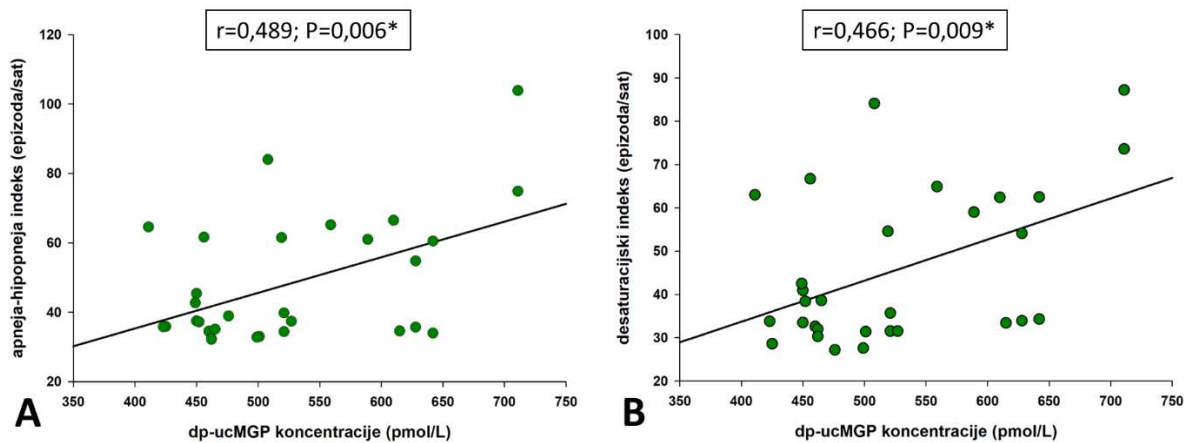 r=0,489; P=0,006*
120
100
80
60
40
20
apneja-hipopneja indeks (epizoda/sat)
350 400 450 500 550 600 650 700 750
dp-ucMGP koncentracije (pmol/L)
A
r=0,466; P=0,009*
100
90
80
70
60
50
40
30
20
desaturacijski indeks (epizoda/sat)
350 400 450 500 550 600 650 700 750
dp-ucMGP koncentracije (pmol/L)
B